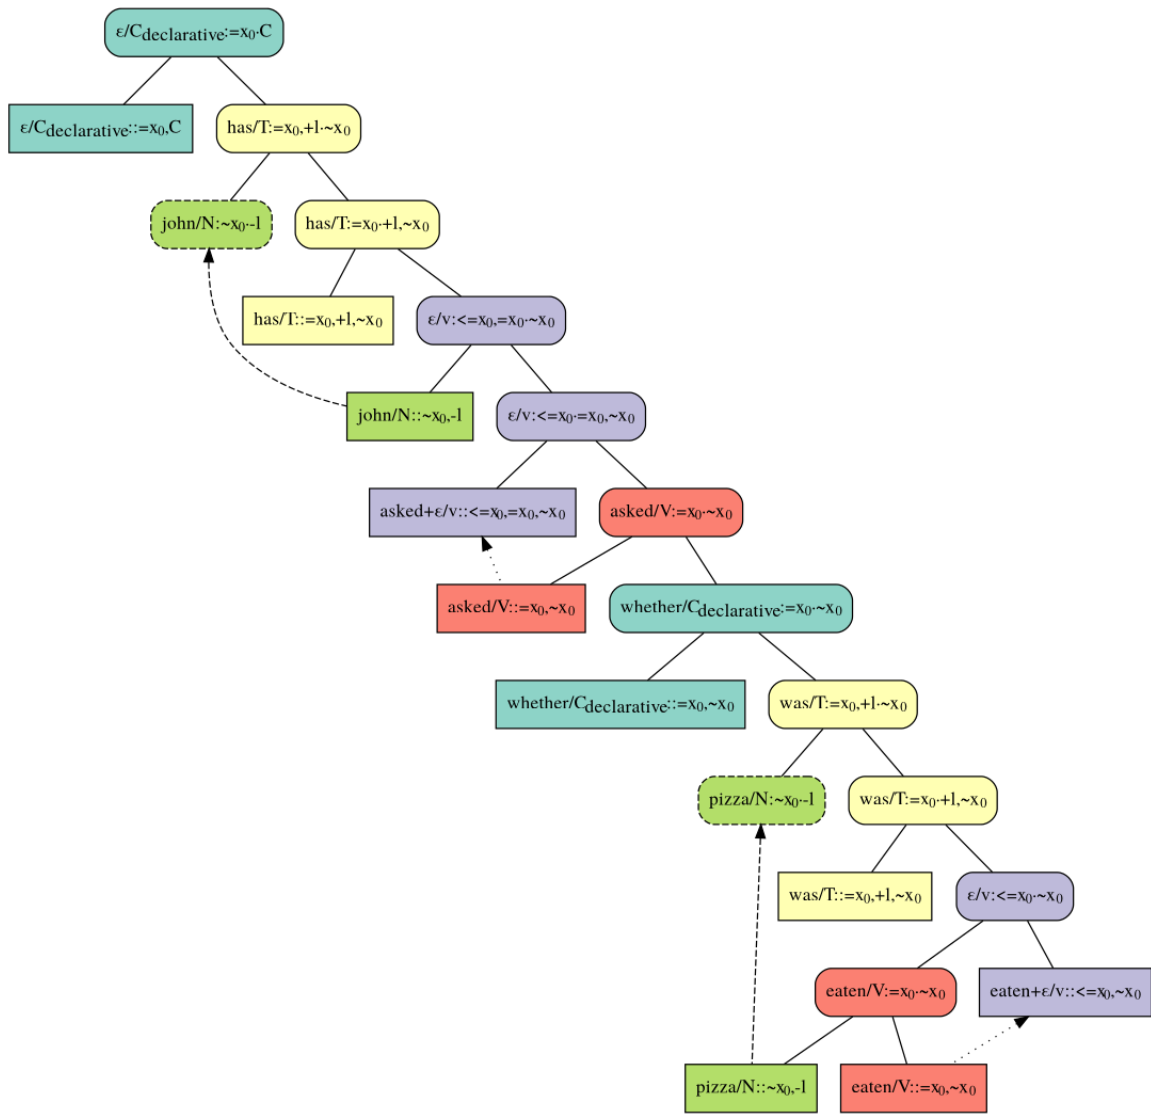 ε/Cdeclarative:=x₀·C
ε/Cdeclarative::=x₀,C
has/T:=x₀,+l·~x₀
john/N:~x₀·-l
has/T:=x₀·+l,~x₀
has/T::=x₀,+l,~x₀
ε/v:<=x₀,=x₀·~x₀
john/N::~x₀,-l
ε/v:<=x₀·=x₀,~x₀
asked+ε/v::<=x₀,=x₀,~x₀
asked/V:=x₀·~x₀
asked/V::=x₀,~x₀
whether/Cdeclarative:=x₀·~x₀
whether/Cdeclarative::=x₀,~x₀
was/T:=x₀,+l·~x₀
pizza/N:~x₀·-l
was/T:=x₀·+l,~x₀
was/T::=x₀,+l,~x₀
ε/v:<=x₀·~x₀
eaten/V:=x₀·~x₀
eaten+ε/v::<=x₀,~x₀
pizza/N::~x₀,-l
eaten/V::=x₀,~x₀